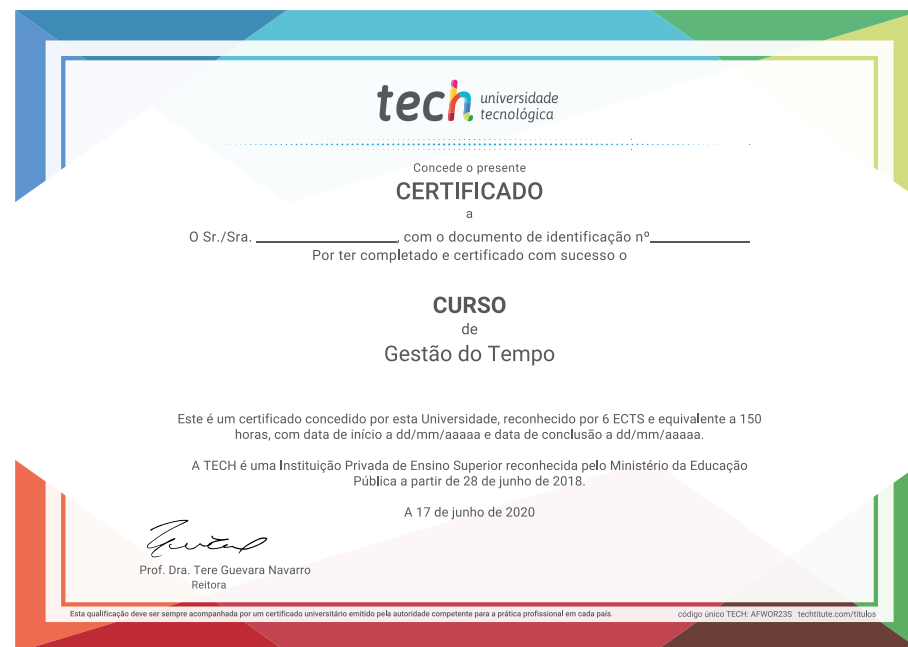 tech universidade
tecnológica
Concede o presente
CERTIFICADO
a
O Sr./Sra. , com o documento de identificação nº
Por ter completado e certificado com sucesso o
CURSO
de
Gestão do Tempo
Este é um certificado concedido por esta Universidade, reconhecido por 6 ECTS e equivalente a 150
horas, com data de início a dd/mm/aaaaa e data de conclusão a dd/mm/aaaaa.
A TECH é uma Instituição Privada de Ensino Superior reconhecida pelo Ministério da Educação
Pública a partir de 28 de junho de 2018.
A 17 de junho de 2020
Prof. Dra. Tere Guevara Navarro
Reitora
Esta qualificação deve ser sempre acompanhada por um certificado universitário emitido pela autoridade competente para a prática profissional em cada país.
código único TECH: AFWOR23S techtitute.com/titulos